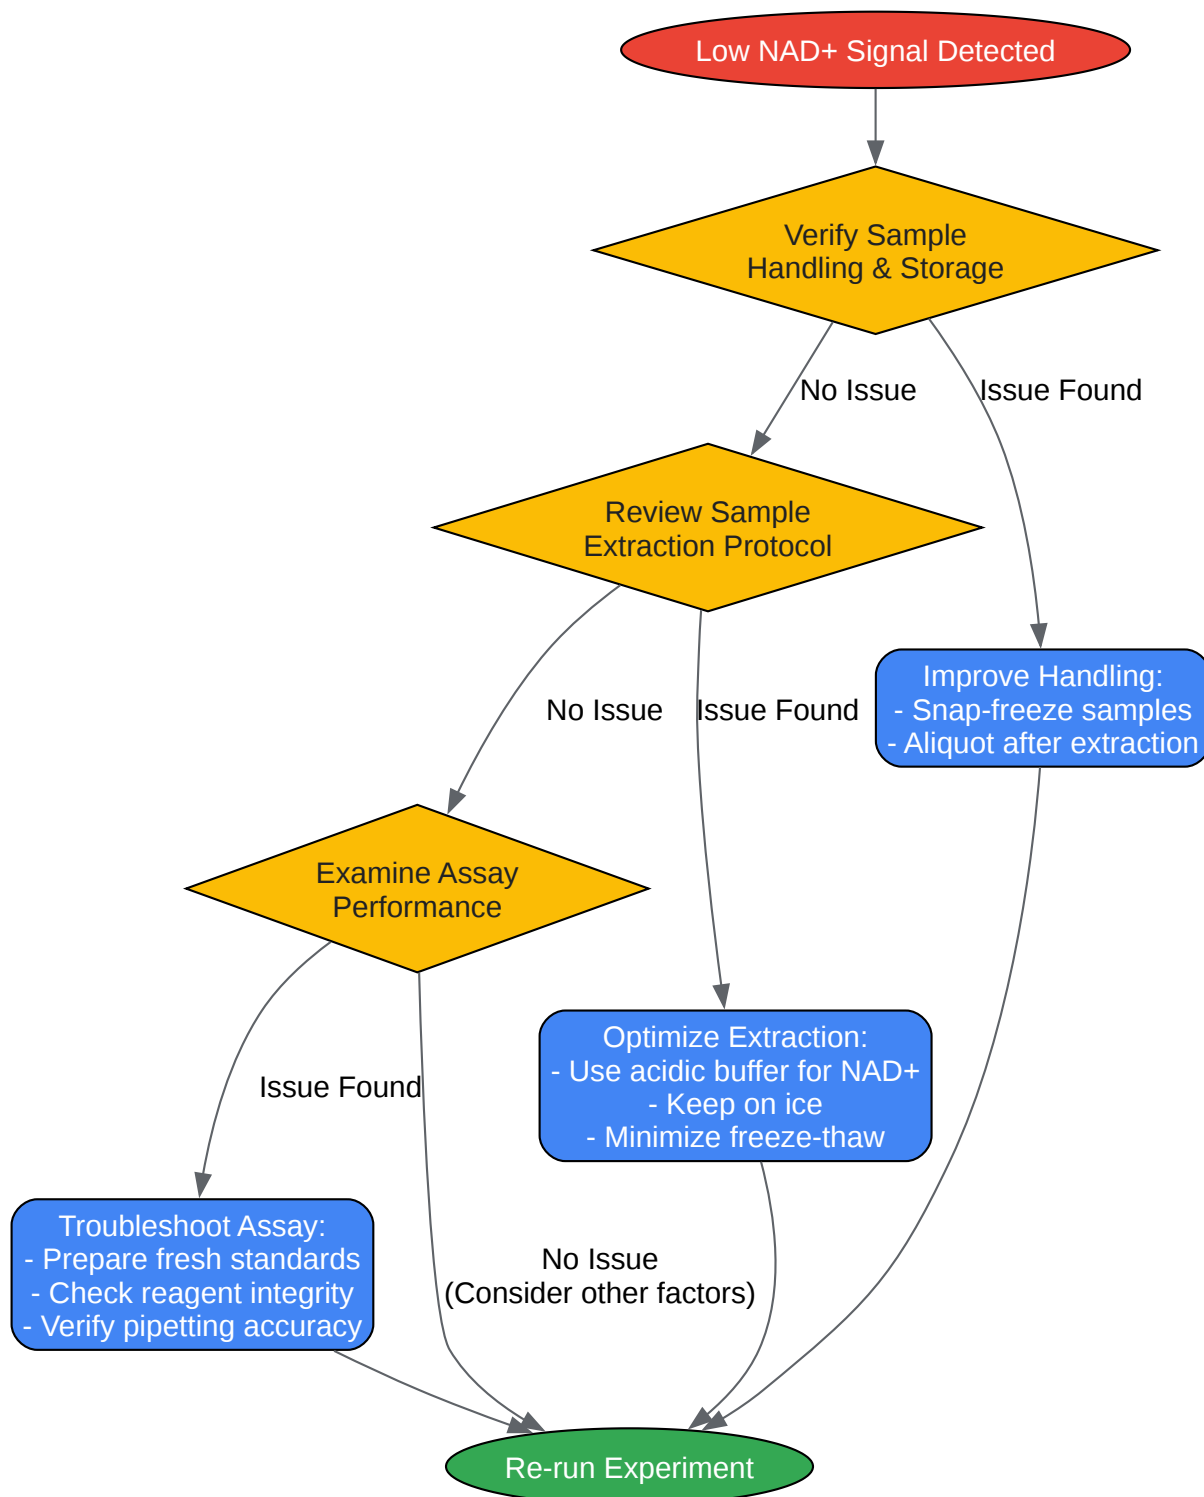 Low NAD+ Signal Detected
Verify Sample
Handling & Storage
No Issue
Issue Found
Review Sample
Extraction Protocol
Improve Handling:
- Snap-freeze samples
- Aliquot after extraction
No Issue
Issue Found
Examine Assay
Performance
Optimize Extraction:
- Use acidic buffer for NAD+
- Keep on ice
- Minimize freeze-thaw
Issue Found
Troubleshoot Assay:
- Prepare fresh standards
- Check reagent integrity
- Verify pipetting accuracy
No Issue
(Consider other factors)
Re-run Experiment